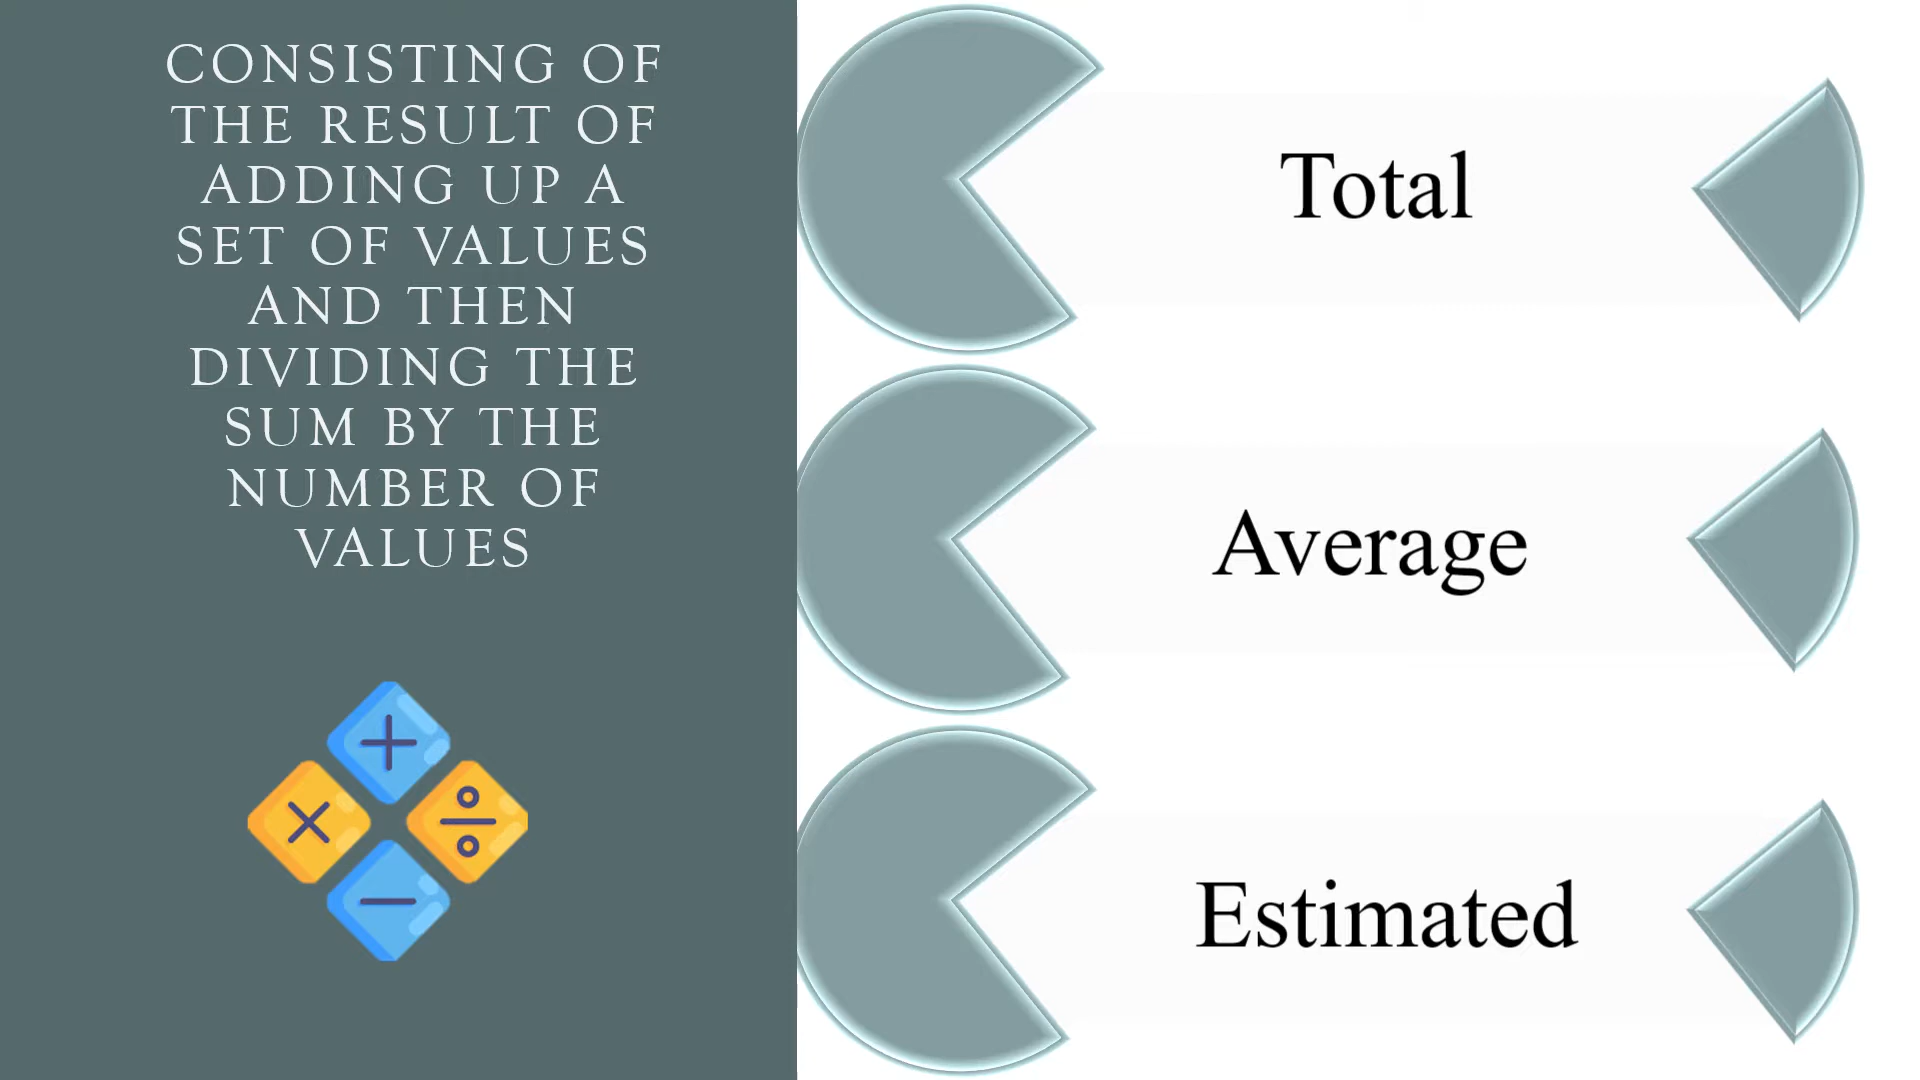 CONSISTING OF
THE RESULT OF
ADDING UP A
SET OF VALUES
AND THEN
DIVIDING THE
SUM BY THE
NUMBER OF
VALUES
Total
Average
Estimated